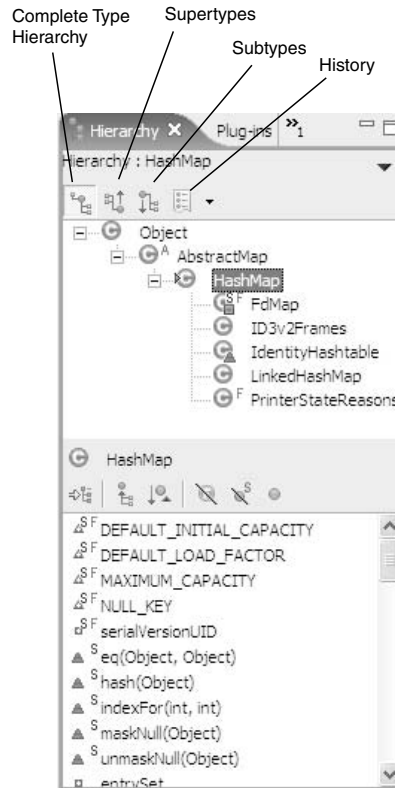 Complete Type
Hierarchy
Supertypes
Subtypes
History
Hierarchy
Plug-ins
»1
Hierarchy : HashMap
Object
A AbstractMap
HashMap
S F FdMap
ID3v2Frames
IdentityHashtable
LinkedHashMap
F PrinterStateReasons
HashMap
S
S F DEFAULT_INITIAL_CAPACITY
S F DEFAULT_LOAD_FACTOR
S F MAXIMUM_CAPACITY
S F NULL_KEY
S F serialVersionUID
S eq(Object, Object)
S hash(Object)
S indexFor(int, int)
S maskNull(Object)
S unmaskNull(Object)
entrySet